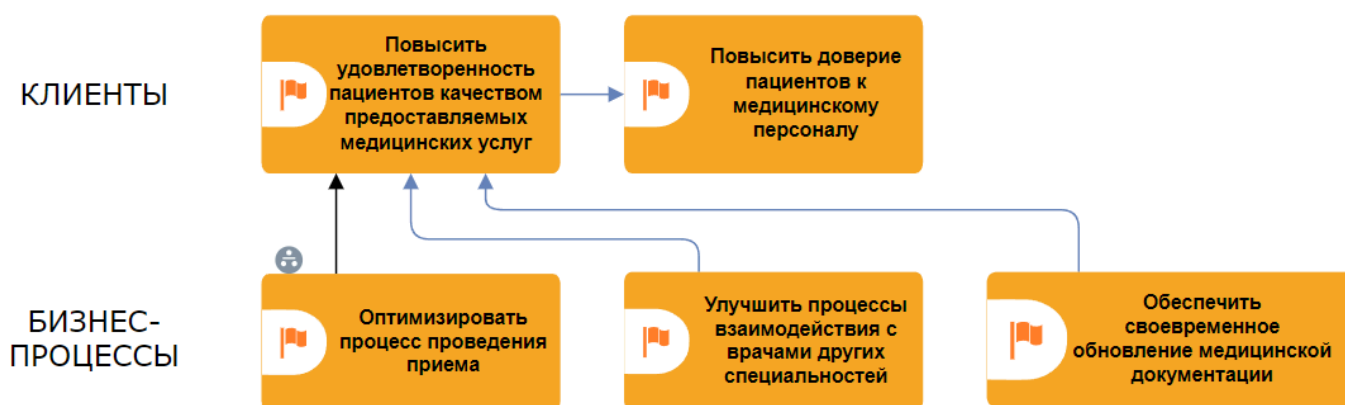 КЛИЕНТЫ
Повысить
удовлетворенность
пациентов качеством
предоставляемых
медицинских услуг
Повысить доверие
пациентов к
медицинскому
персоналу
БИЗНЕС-
ПРОЦЕССЫ
Оптимизировать
процесс проведения
приема
Улучшить процессы
взаимодействия с
врачами других
специальностей
Обеспечить
своевременное
обновление медицинской
документации